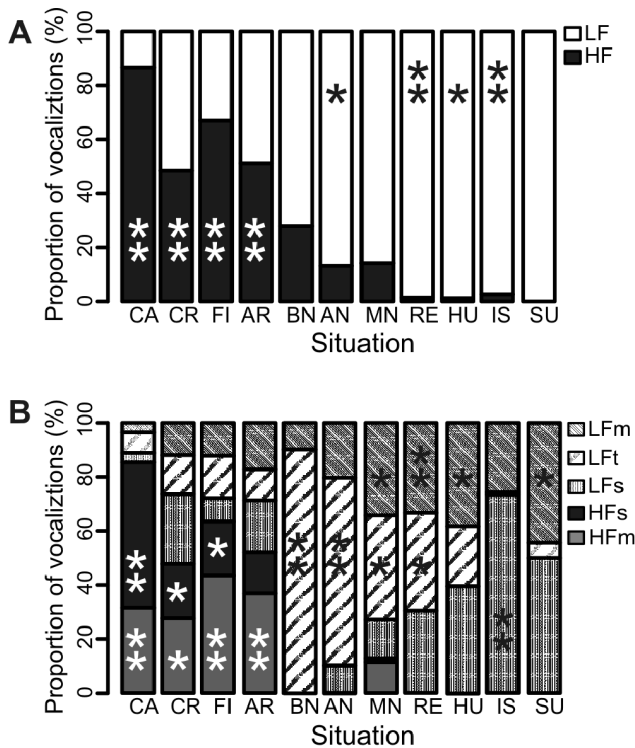 A
Proportion of vocaliztions (%)
100
80
60
40
20
0
LF
HF
CA CR FI AR BN AN MN RE HU IS SU
Situation
B
Proportion of vocaliztions (%)
100
80
60
40
20
0
LFm
LFt
LFs
HFs
HFm
CA CR FI AR BN AN MN RE HU IS SU
Situation